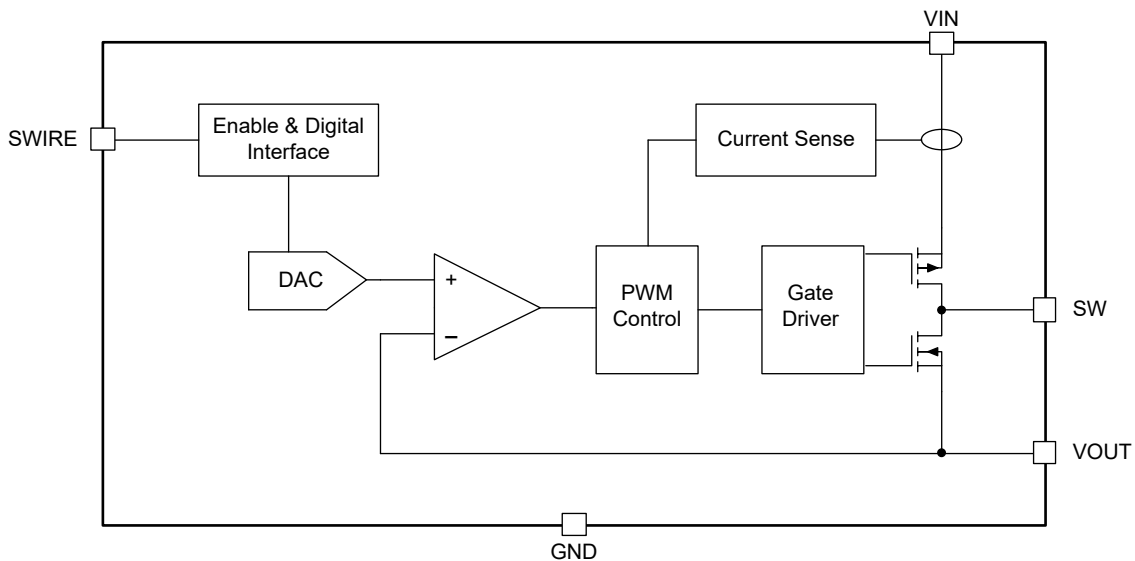 VIN
SWIRE
Enable & Digital
Interface
Current Sense
DAC
+
−
PWM
Control
Gate
Driver
SW
VOUT
GND